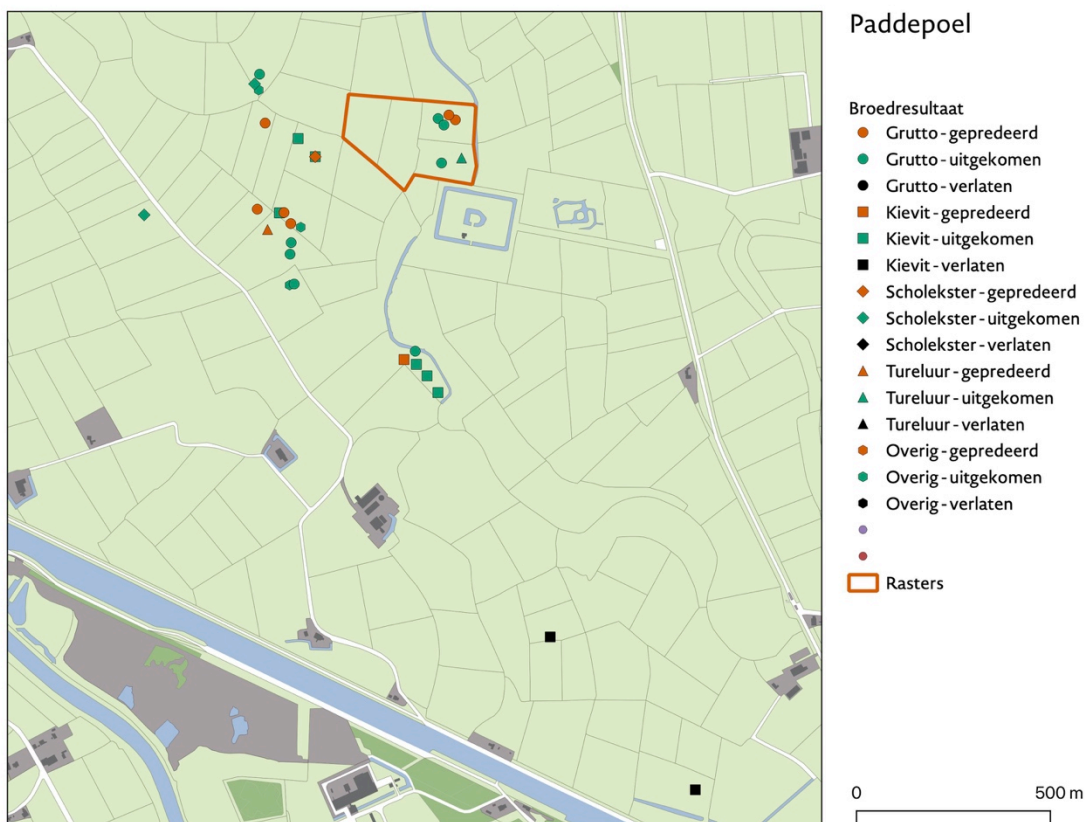 Paddepoel
Broedresultaat
Grutto - gepredeerd
Grutto - uitgekomen
Grutto - verlaten
Kievit - gepredeerd
Kievit - uitgekomen
Kievit - verlaten
Scholekster - gepredeerd
Scholekster - uitgekomen
Scholekster - verlaten
Tureluur - gepredeerd
Tureluur - uitgekomen
Tureluur - verlaten
Overig - gepredeerd
Overig - uitgekomen
Overig - verlaten
Rasters
0 500 m